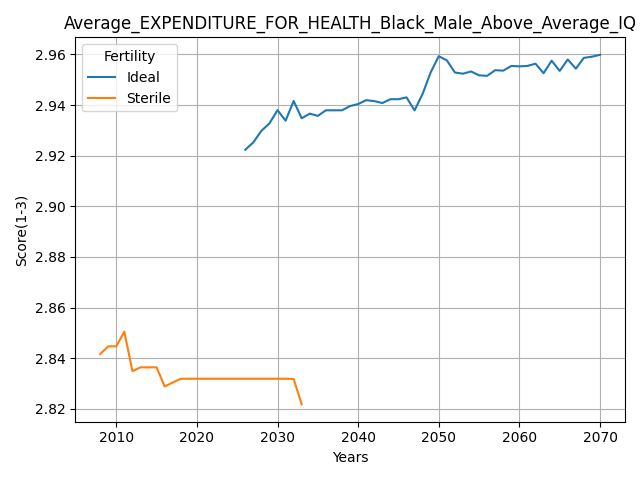 Average_EXPENDITURE_FOR_HEALTH_Black_Male_Above_Average_IQ
Fertility
Ideal
Sterile
2.96
2.94
2.92
2.90
2.88
2.86
2.84
2.82
Score(1-3)
2010 2020 2030 2040 2050 2060 2070
Years